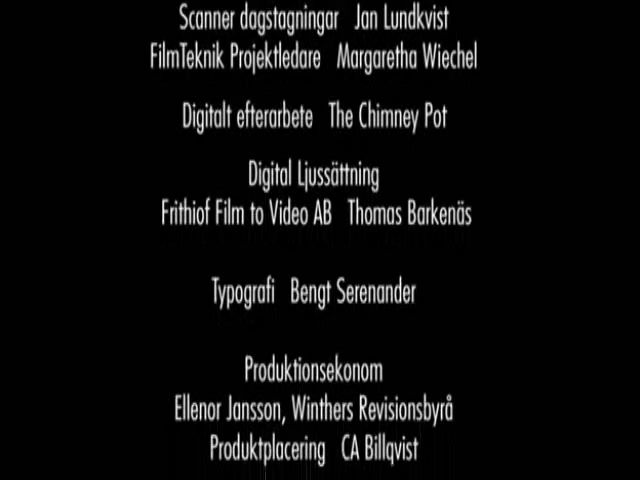 Scanner dagstagningar Jan Lundkvist
FilmTeknik Projektledare Margaretha Wiechel
Digitalt efterarbete The Chimney Pot
Digital Ljussättning
Frithiof Film to Video AB Thomas Barkenäs
Typografi Bengt Serenander
Produktionsekonom
Ellenor Jansson, Winthers Revisionsbyrå
Produktplacering CA Billqvist